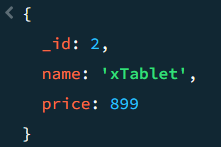 {
_id: 2,
name: 'xTablet',
price: 899
}